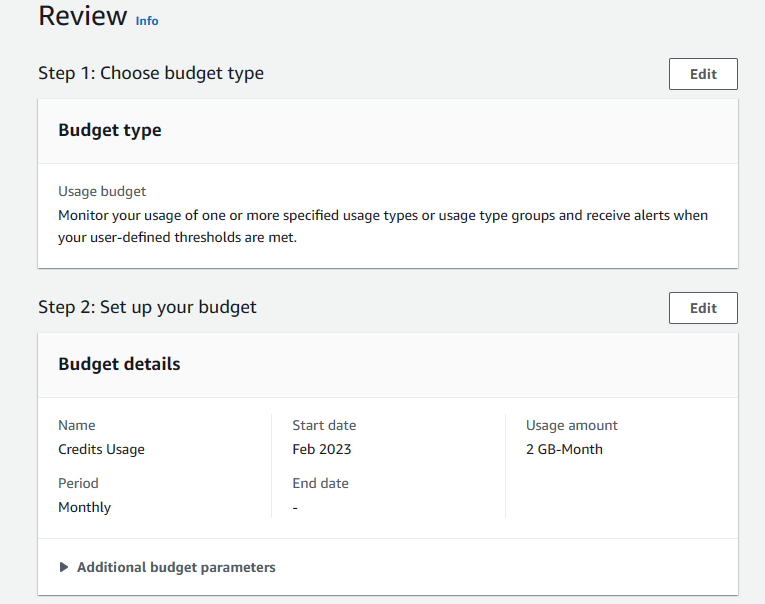 Review Info
Step 1: Choose budget type
Edit
Budget type
Usage budget
Monitor your usage of one or more specified usage types or usage type groups and receive alerts when
your user-defined thresholds are met.
Step 2: Set up your budget
Edit
Budget details
Name
Credits Usage
Period
Monthly
Start date
Feb 2023
End date
-
Usage amount
2 GB-Month
Additional budget parameters